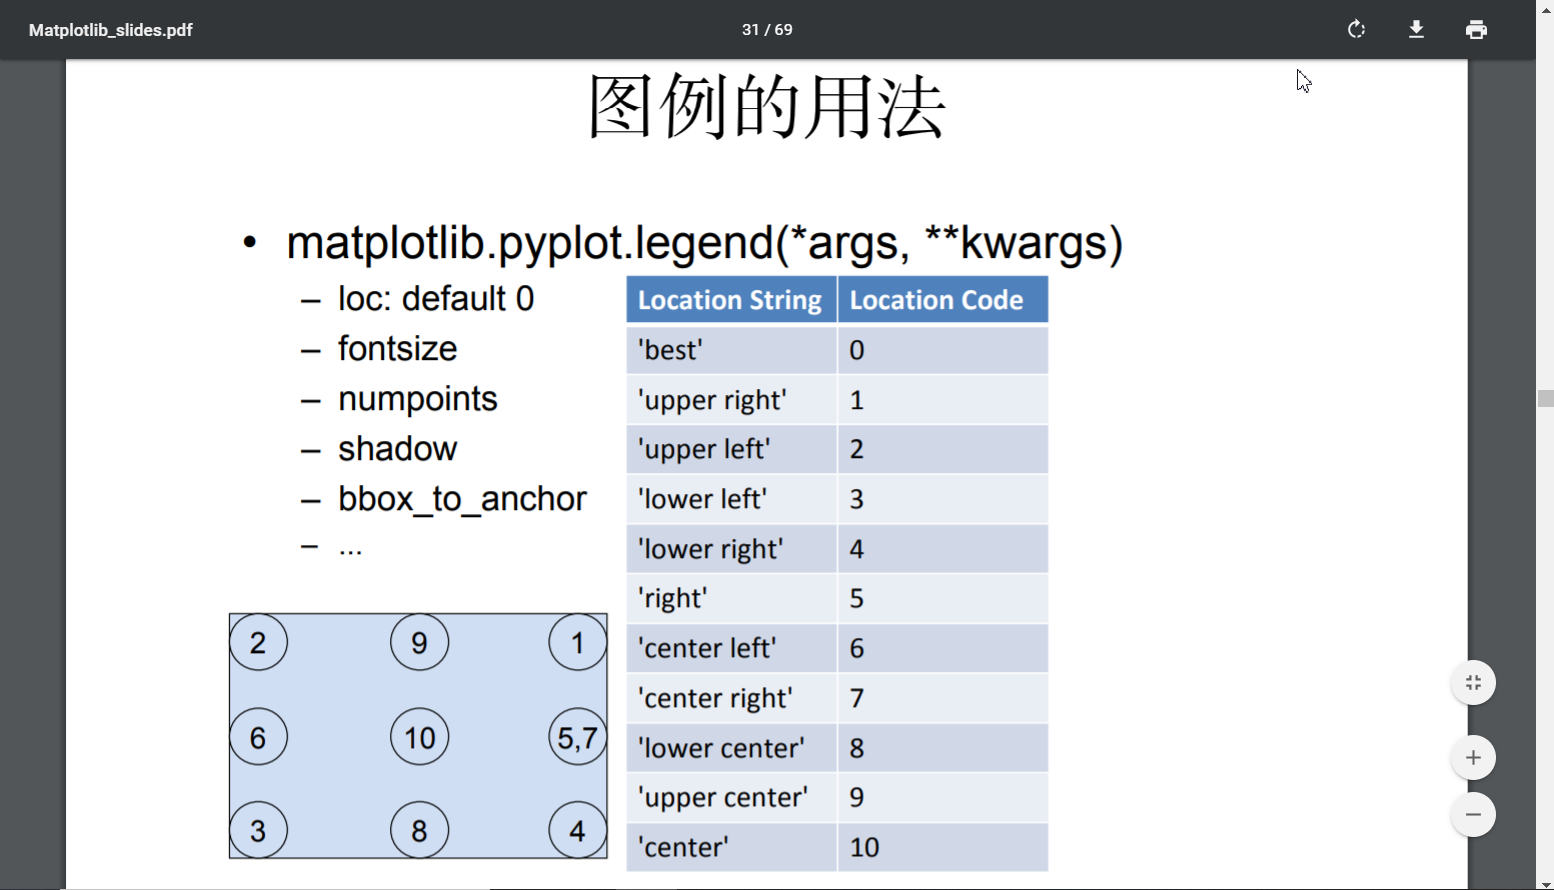 Matplotlib_slides.pdf
31 / 69
图例的用法
• matplotlib.pyplot.legend(*args, **kwargs)
– loc: default 0
– fontsize
– numpoints
– shadow
– bbox_to_anchor
– ...
Location String Location Code
'best' 0
'upper right' 1
'upper left' 2
'lower left' 3
'lower right' 4
'right' 5
'center left' 6
'center right' 7
'lower center' 8
'upper center' 9
'center' 10
2 9 1
6 10 5,7
3 8 4